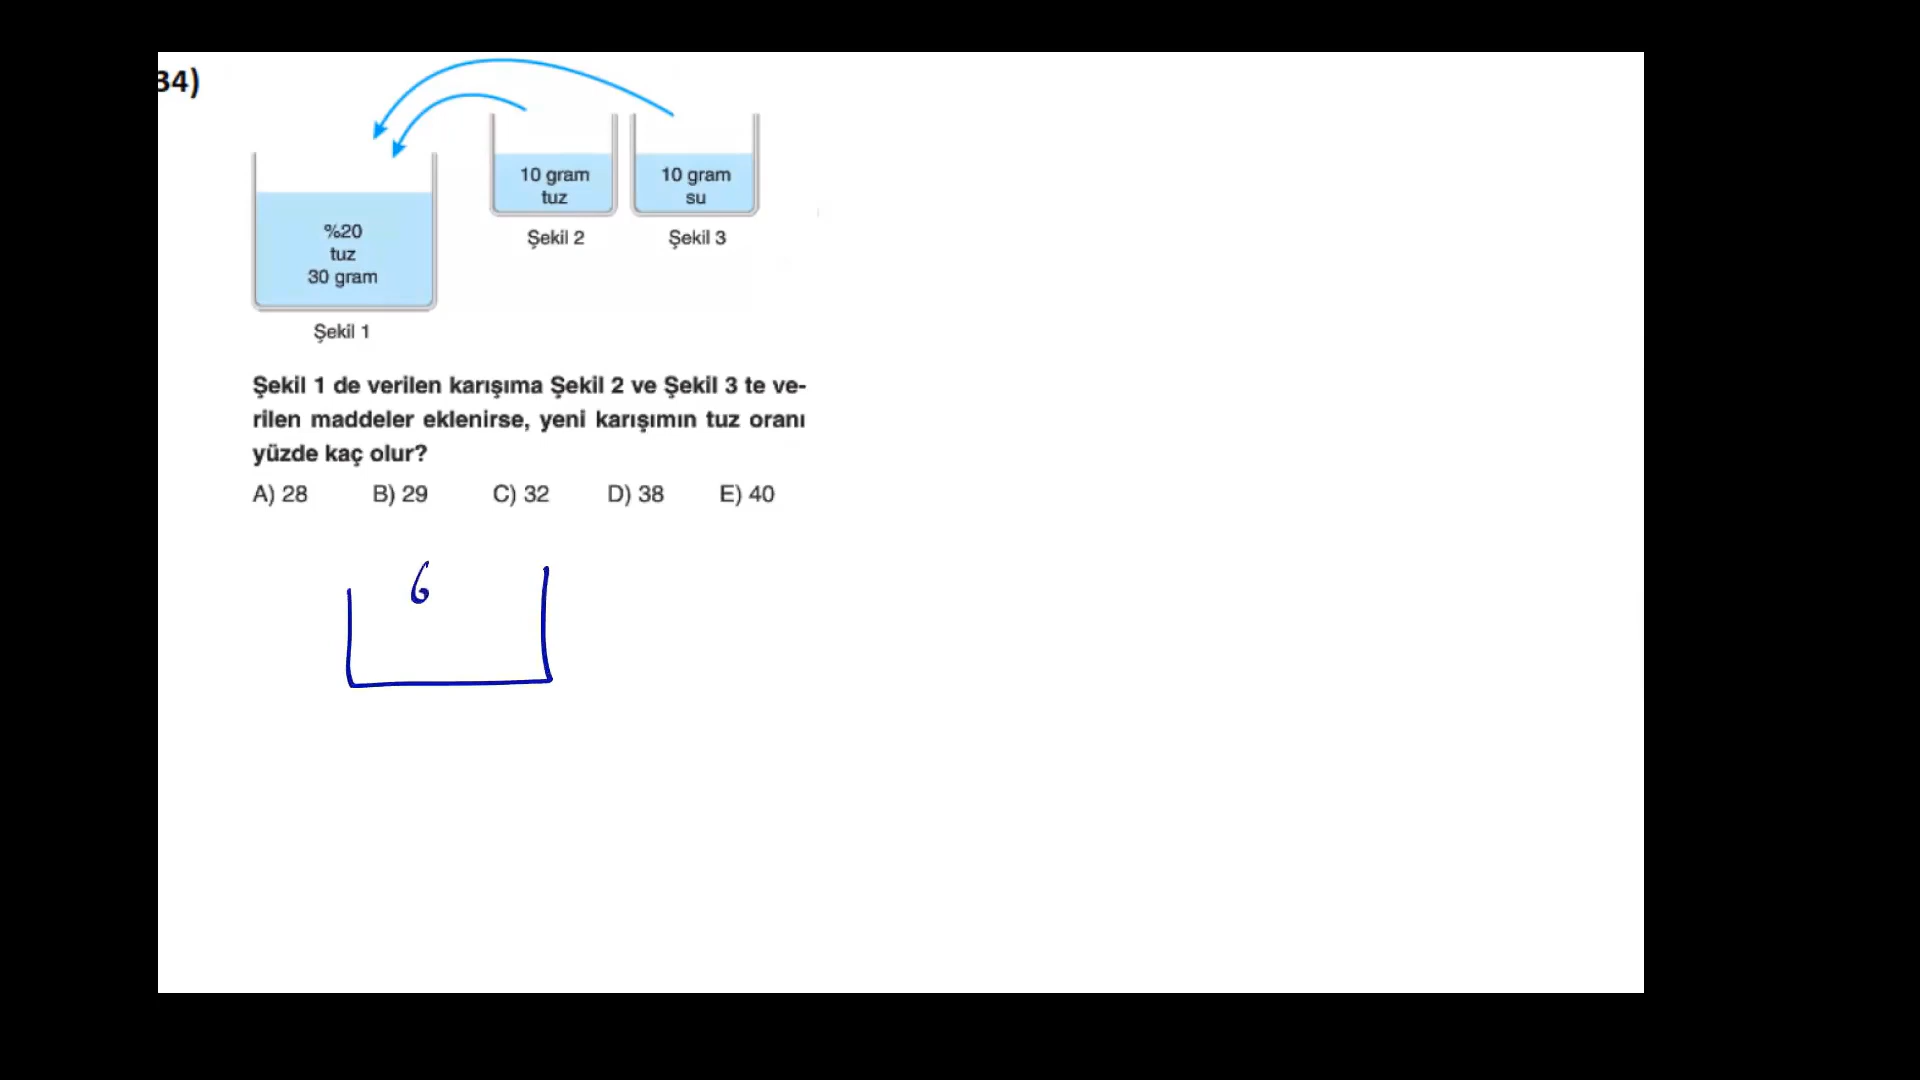 34)
10 gram
tuz
10 gram
su
Şekil 2
Şekil 3
%20
tuz
30 gram
Şekil 1
Şekil 1 de verilen karışıma Şekil 2 ve Şekil 3 te ve-
rilen maddeler eklenirse, yeni karışımın tuz oranı
yüzde kaç olur?
A) 28 B) 29 C) 32 D) 38 E) 40
6